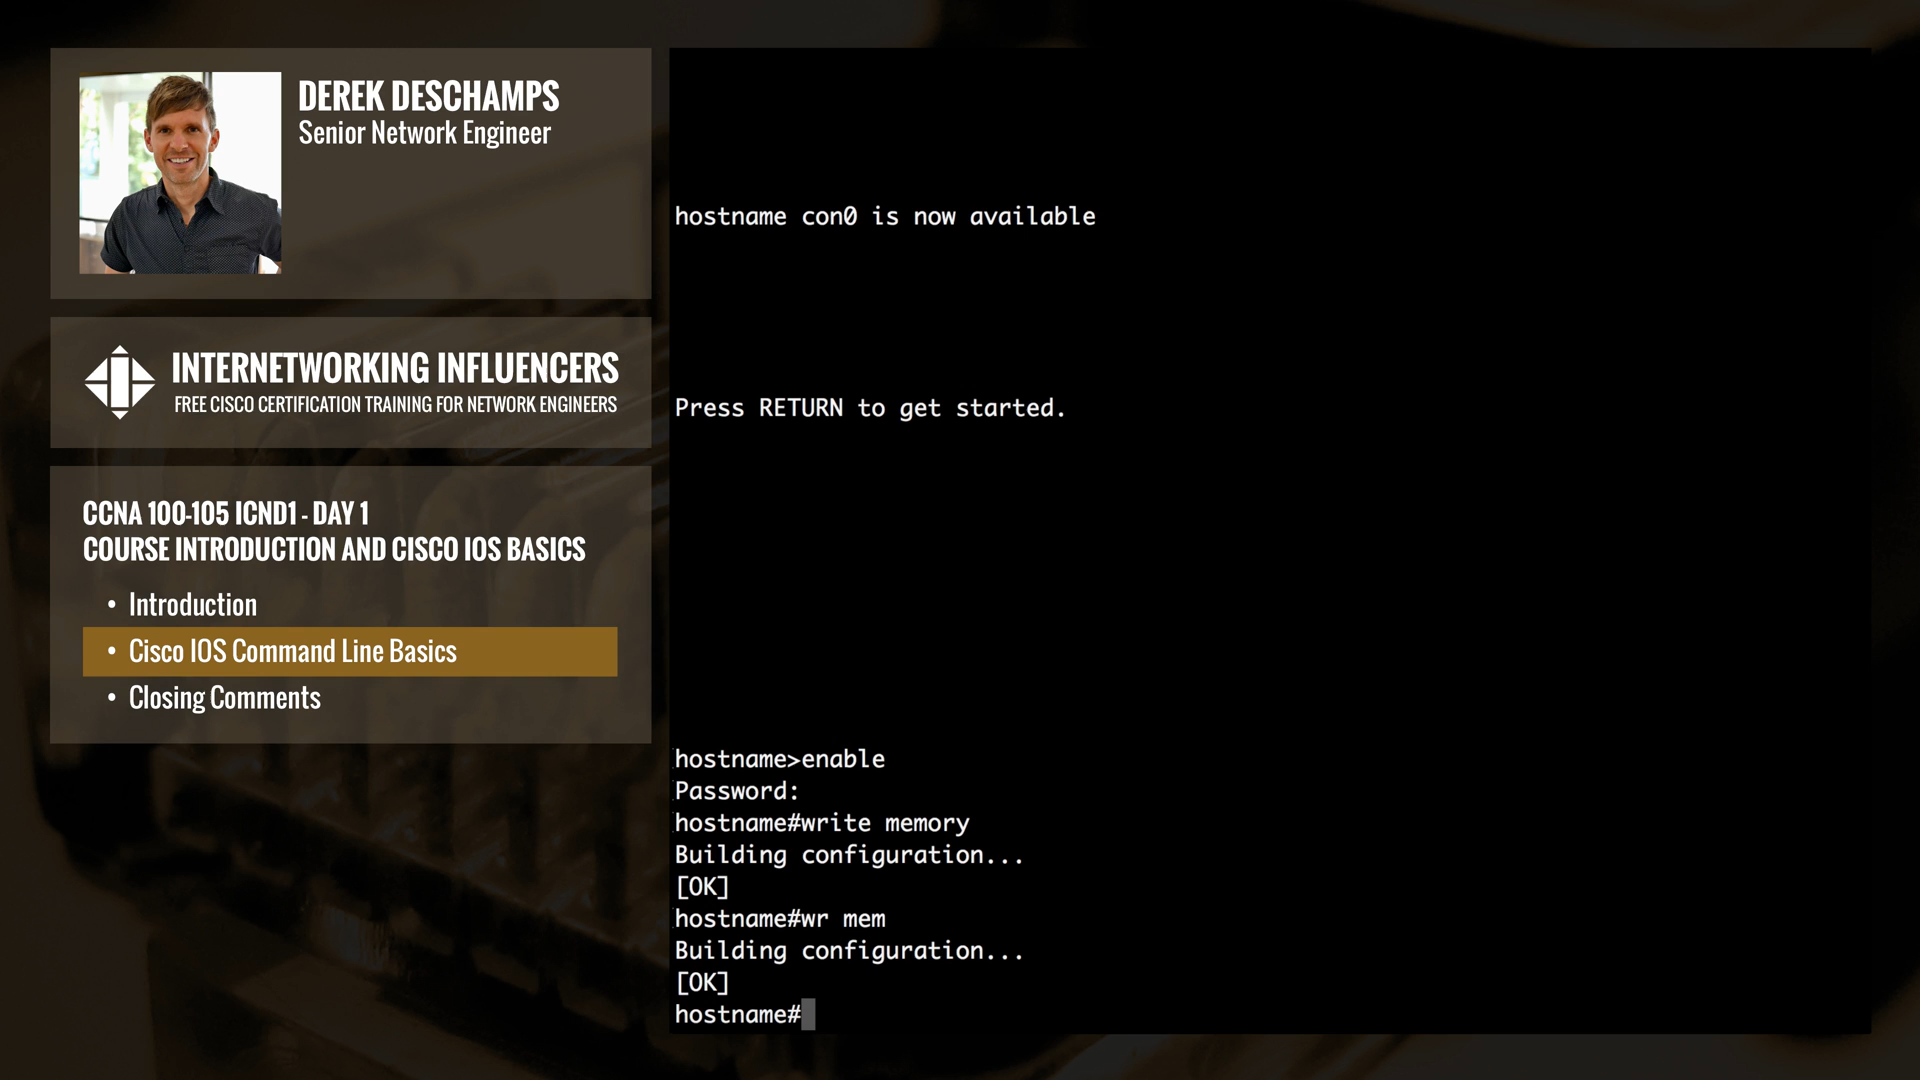 DEREK DESCHAMPS
Senior Network Engineer
INTERNETWORKING INFLUENCERS
FREE CISCO CERTIFICATION TRAINING FOR NETWORK ENGINEERS
CCNA 100-105 ICND1 - DAY 1
COURSE INTRODUCTION AND CISCO IOS BASICS
• Introduction
• Cisco IOS Command Line Basics
• Closing Comments
hostname con0 is now available
Press RETURN to get started.
hostname>enable
Password:
hostname#write memory
Building configuration...
[OK]
hostname#wr mem
Building configuration...
[OK]
hostname#